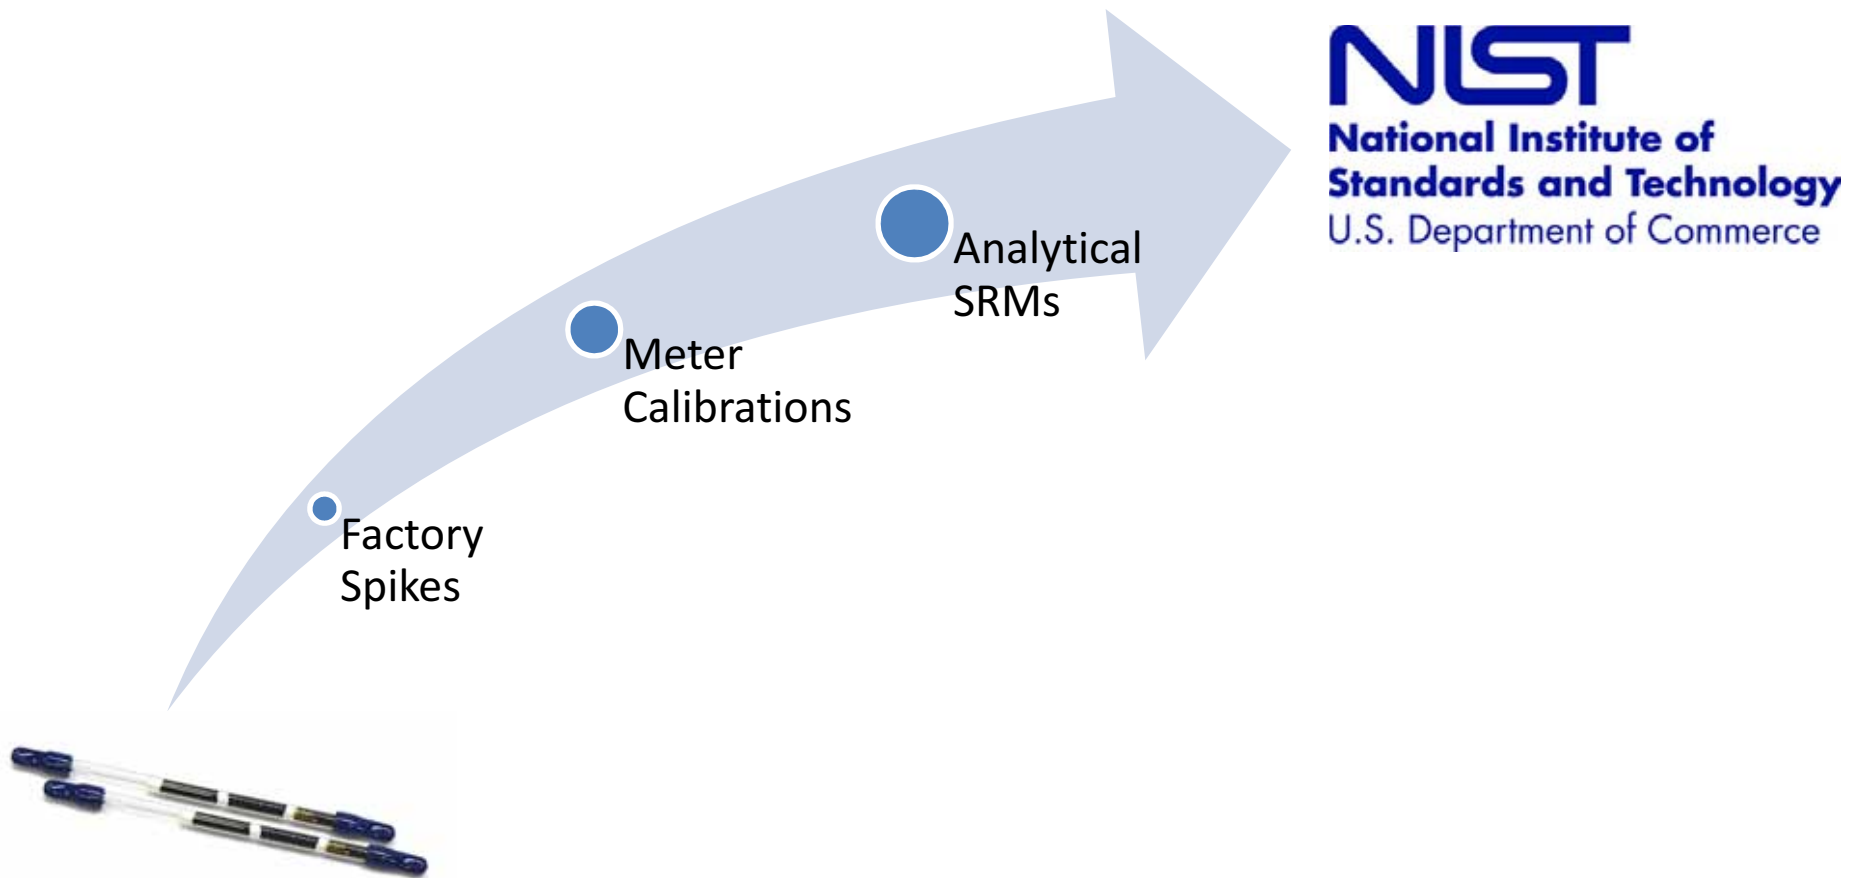 NIST
National Institute of
Standards and Technology
U.S. Department of Commerce
Analytical
SRMs
Meter
Calibrations
Factory
Spikes